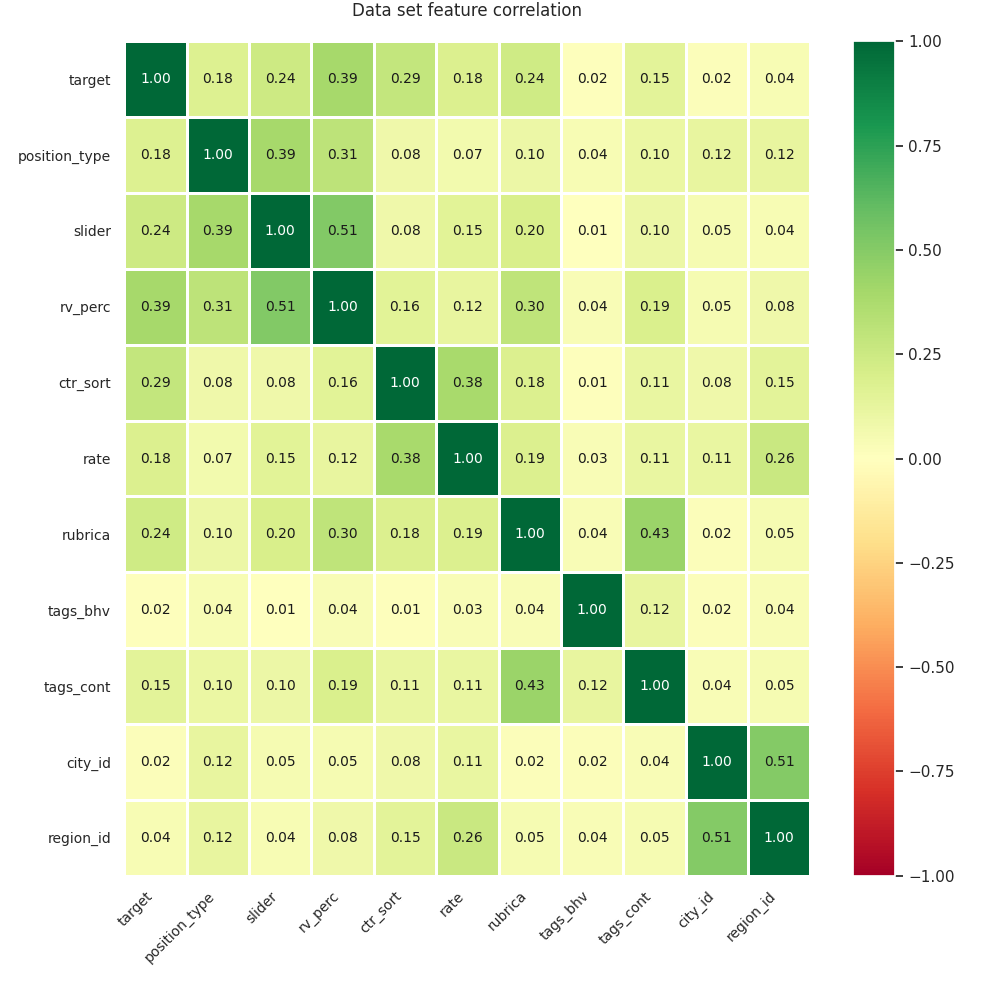 Data set feature correlation
target 1.00 0.18 0.24 0.39 0.29 0.18 0.24 0.02 0.15 0.02 0.04
position_type 0.18 1.00 0.39 0.31 0.08 0.07 0.10 0.04 0.10 0.12 0.12
slider 0.24 0.39 1.00 0.51 0.08 0.15 0.20 0.01 0.10 0.05 0.04
rv_perc 0.39 0.31 0.51 1.00 0.16 0.12 0.30 0.04 0.19 0.05 0.08
ctr_sort 0.29 0.08 0.08 0.16 1.00 0.38 0.18 0.01 0.11 0.08 0.15
rate 0.18 0.07 0.15 0.12 0.38 1.00 0.19 0.03 0.11 0.11 0.26
rubrica 0.24 0.10 0.20 0.30 0.18 0.19 1.00 0.04 0.43 0.02 0.05
tags_bhv 0.02 0.04 0.01 0.04 0.01 0.03 0.04 1.00 0.12 0.02 0.04
tags_cont 0.15 0.10 0.10 0.19 0.11 0.11 0.43 0.12 1.00 0.04 0.05
city_id 0.02 0.12 0.05 0.05 0.08 0.11 0.02 0.02 0.04 1.00 0.51
region_id 0.04 0.12 0.04 0.08 0.15 0.26 0.05 0.04 0.05 0.51 1.00
target position_type slider rv_perc ctr_sort rate rubrica tags_bhv tags_cont city_id region_id
1.00
0.75
0.50
0.25
0.00
−0.25
−0.50
−0.75
−1.00